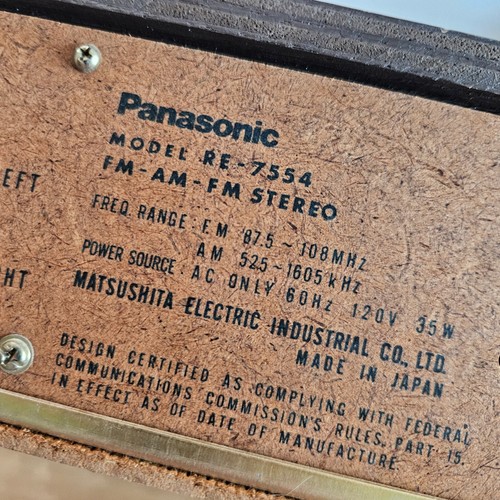 Panasonic
MODEL RE-7554
FM-AM-FM STEREO
EFT
FREQ. RANGE: FM 87.5~108MHz
AM 525~1605kHz
POWER SOURCE: AC ONLY 60Hz 120V 35W
HT
MATSUSHITA ELECTRIC INDUSTRIAL CO., LTD.
MADE IN JAPAN
DESIGN CERTIFIED AS COMPLYING WITH FEDERAL
COMMUNICATIONS COMMISSION'S RULES, PART 15,
IN EFFECT AS OF DATE OF MANUFACTURE.